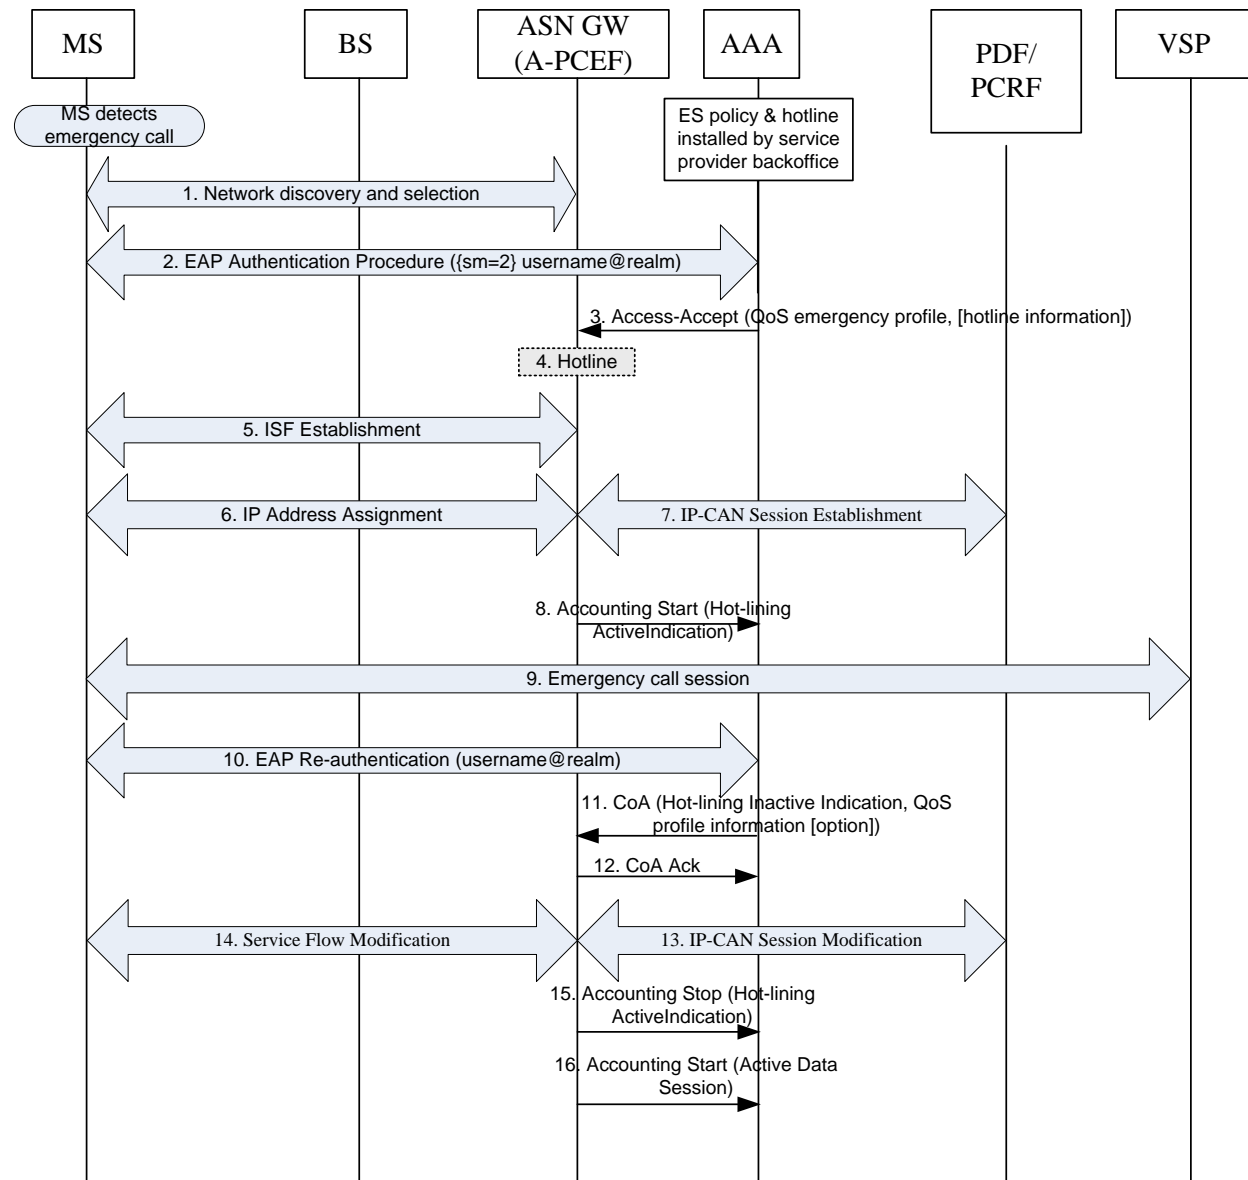 MS
BS
ASN GW
(A-PCEF)
AAA
PDF/
PCRF
VSP
MS detects
emergency call
ES policy & hotline
installed by service
provider backoffice
1. Network discovery and selection
2. EAP Authentication Procedure ({sm=2} username@realm)
3. Access-Accept (QoS emergency profile, [hotline information])
4. Hotline
5. ISF Establishment
6. IP Address Assignment
7. IP-CAN Session Establishment
8. Accounting Start (Hot-lining
ActiveIndication)
9. Emergency call session
10. EAP Re-authentication (username@realm)
11. CoA (Hot-lining Inactive Indication, QoS
profile information [option])
12. CoA Ack
14. Service Flow Modification
13. IP-CAN Session Modification
15. Accounting Stop (Hot-lining
ActiveIndication)
16. Accounting Start (Active Data
Session)